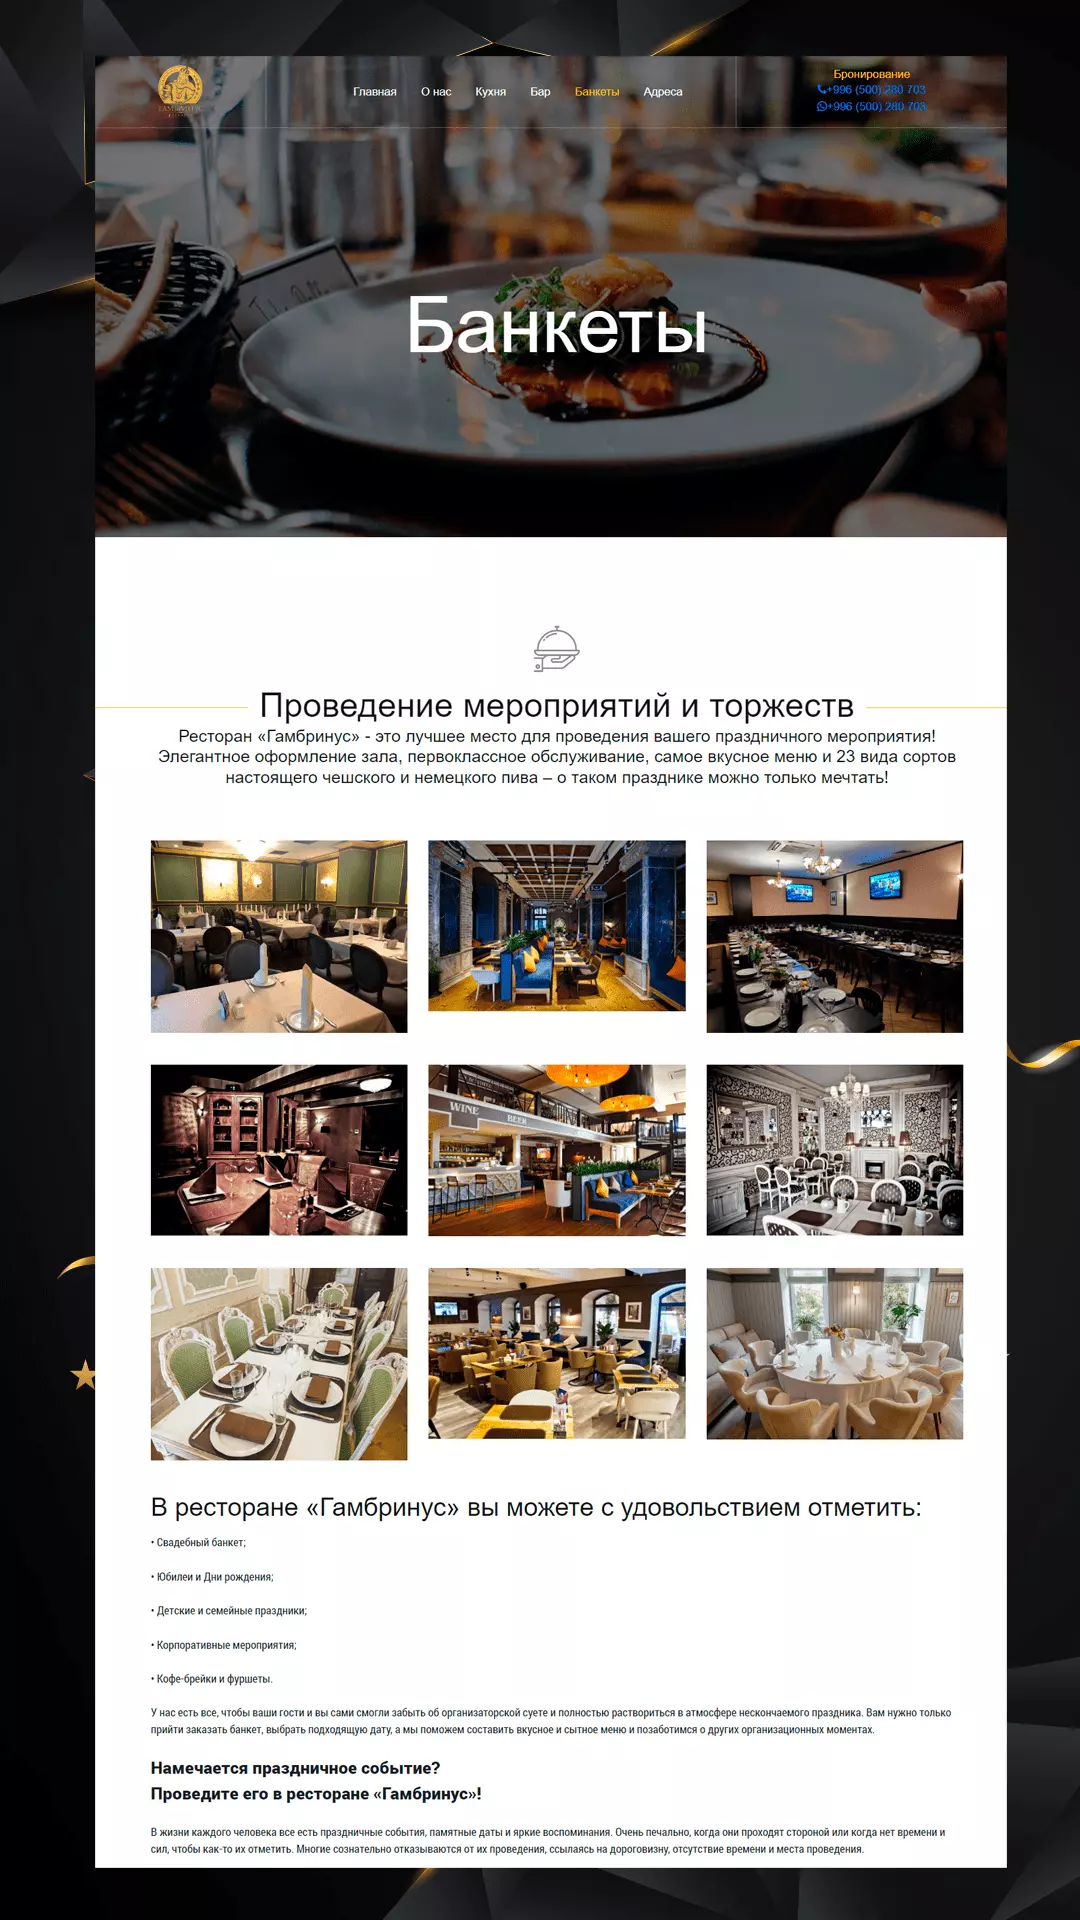 ГАМБРИНУС
Главная О нас Кухня Бар Банкеты Адреса
Бронирование
+996 (500) 280 703
+996 (500) 280 703
Банкеты
Проведение мероприятий и торжеств
Ресторан «Гамбринус» - это лучшее место для проведения вашего праздничного мероприятия!
Элегантное оформление зала, первоклассное обслуживание, самое вкусное меню и 23 вида сортов
настоящего чешского и немецкого пива – о таком празднике можно только мечтать!
WINE
BEER
В ресторане «Гамбринус» вы можете с удовольствием отметить:
• Свадебный банкет;
• Юбилеи и Дни рождения;
• Детские и семейные праздники;
• Корпоративные мероприятия;
• Кофе-брейки и фуршеты.
У нас есть все, чтобы ваши гости и вы сами смогли забыть об организаторской суете и полностью раствориться в атмосфере нескончаемого праздника. Вам нужно только
прийти заказать банкет, выбрать подходящую дату, а мы поможем составить вкусное и сытное меню и позаботимся о других организационных моментах.
Намечается праздничное событие?
Проведите его в ресторане «Гамбринус»!
В жизни каждого человека все есть праздничные события, памятные даты и яркие воспоминания. Очень печально, когда они проходят стороной или когда нет времени и
сил, чтобы как-то их отметить. Многие сознательно отказываются от их проведения, ссылаясь на дороговизну, отсутствие времени и места проведения.